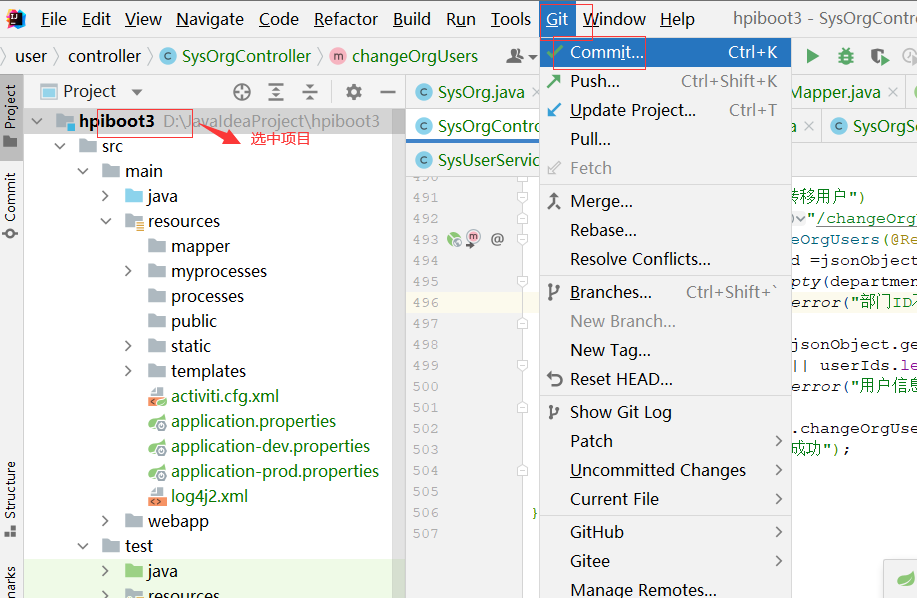 File Edit View Navigate Code Refactor Build Run Tools Git Window Help hpiboot3 - SysOrgContro
user controller SysOrgController changeOrgUsers
Project
SysOrg.java
Mapper.java
hpiboot3 D:\JavaIdeaProject\hpiboot3
选中项目
SysOrgContro
SysOrgS
SysUserServic
src
main
java
resources
mapper
myprocesses
processes
public
static
templates
activiti.cfg.xml
application.properties
application-dev.properties
application-prod.properties
log4j2.xml
webapp
test
java
resources
Project
Commit
Structure
491
492
493
494
495
496
497
498
499
500
501
502
503
504
505
506 }
507
Commit... Ctrl+K
Push... Ctrl+Shift+K
Update Project... Ctrl+T
Pull...
Fetch
Merge...
Rebase...
Resolve Conflicts...
Branches... Ctrl+Shift+`
New Branch...
New Tag...
Reset HEAD...
Show Git Log
Patch
Uncommitted Changes
Current File
GitHub
Gitee
Manage Remotes...
转移用户")
"/changeOrgU
eOrgUsers(@Re
d =jsonObject
pty(departmen
error("部门ID
jsonObject.ge
|| userIds.le
error("用户信息
.changeOrgUse
成功");